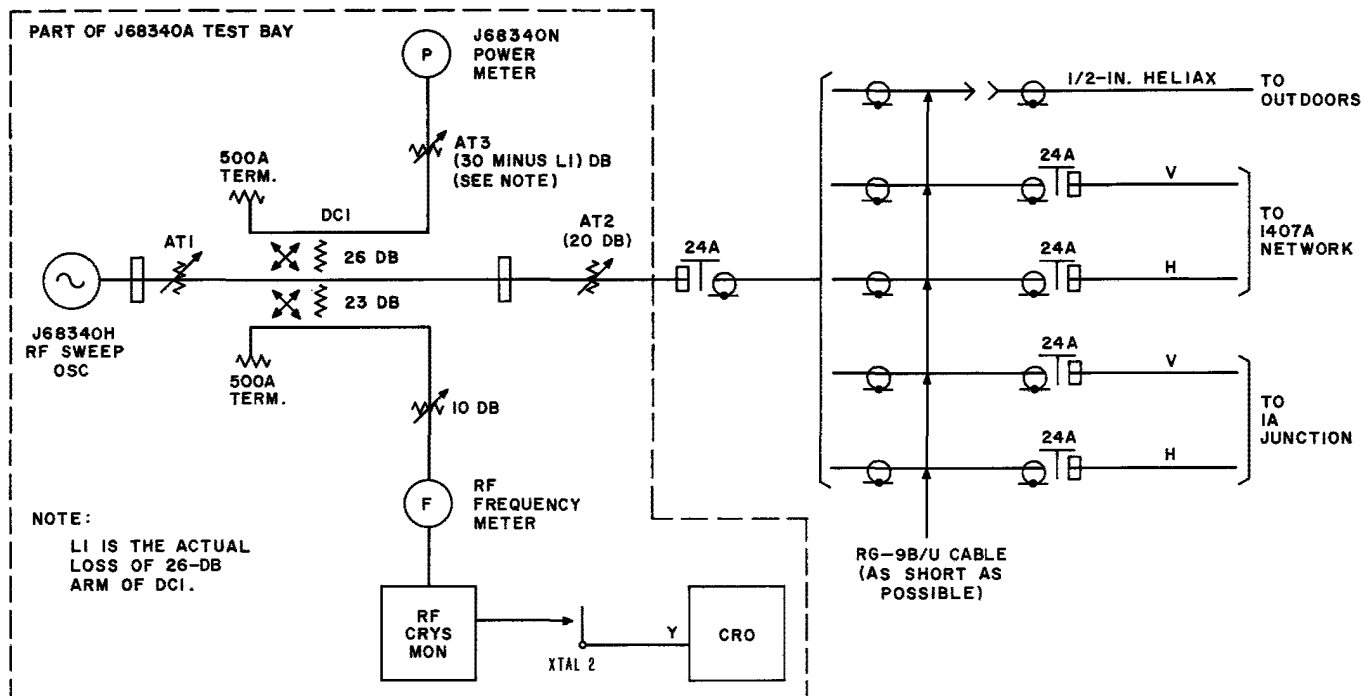 PART OF J68340A TEST BAY
P
J68340N
POWER
METER
AT3
(30 MINUS L1) DB
(SEE NOTE)
500A
TERM.
DC1
AT1
26 DB
23 DB
AT2
(20 DB)
J68340H
RF SWEEP
OSC
500A
TERM.
10 DB
F
RF
FREQUENCY
METER
NOTE:
L1 IS THE ACTUAL
LOSS OF 26-DB
ARM OF DC1.
RF
CRYS
MON
XTAL 2
Y
CRO
24A
1/2-IN. HELIAX
TO
OUTDOORS
24A
V
24A
H
TO
1407A
NETWORK
24A
V
24A
H
TO
1A
JUNCTION
RG-9B/U CABLE
(AS SHORT AS
POSSIBLE)